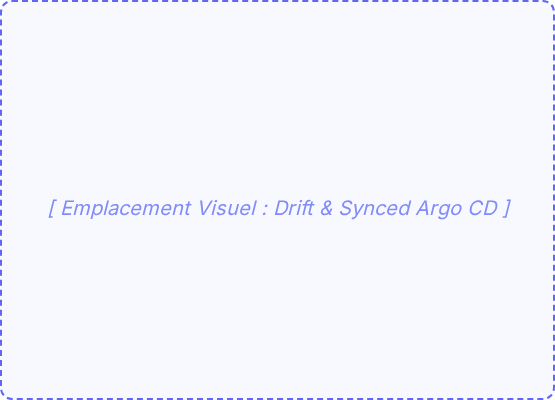 [ Emplacement Visuel : Drift & Synced Argo CD ]